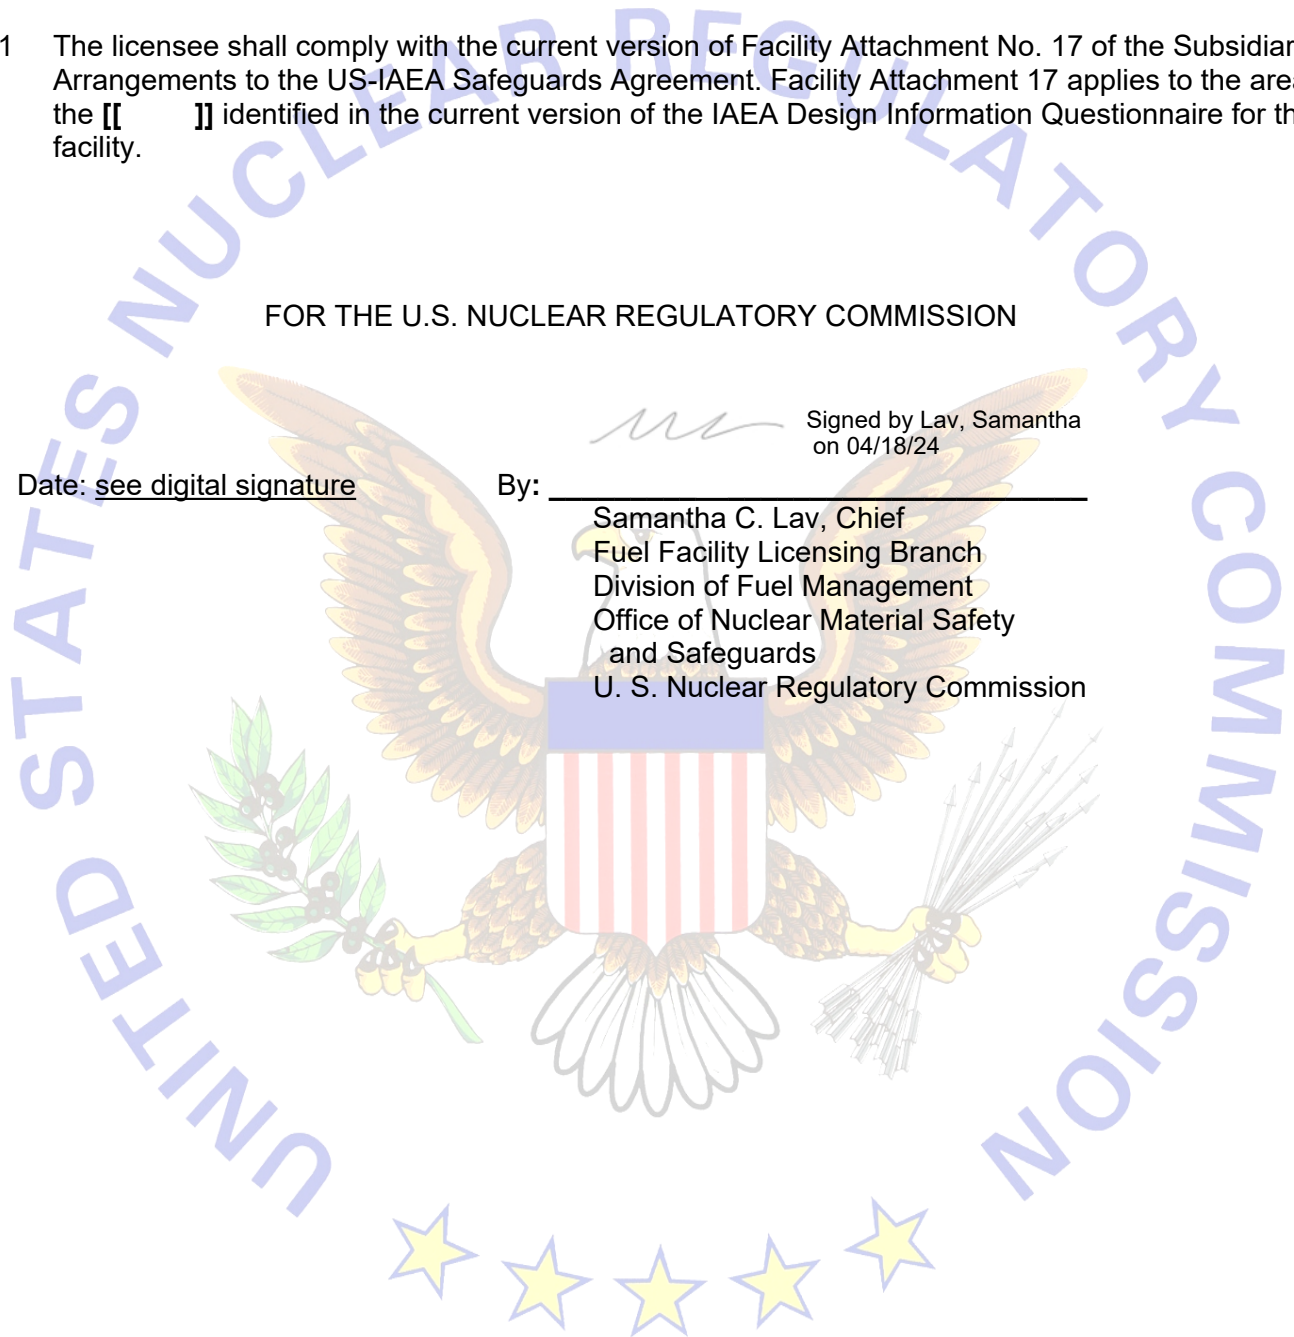 1 The licensee shall comply with the current version of Facility Attachment No. 17 of the Subsidiar
Arrangements to the US-IAEA Safeguards Agreement. Facility Attachment 17 applies to the area
the [[ ]] identified in the current version of the IAEA Design Information Questionnaire for th
facility.
FOR THE U.S. NUCLEAR REGULATORY COMMISSION
Signed by Lav, Samantha
on 04/18/24
Date: see digital signature By: ___________________________________
Samantha C. Lav, Chief
Fuel Facility Licensing Branch
Division of Fuel Management
Office of Nuclear Material Safety
and Safeguards
U. S. Nuclear Regulatory Commission
UNITED STATES NUCLEAR REGULATORY COMMISSION